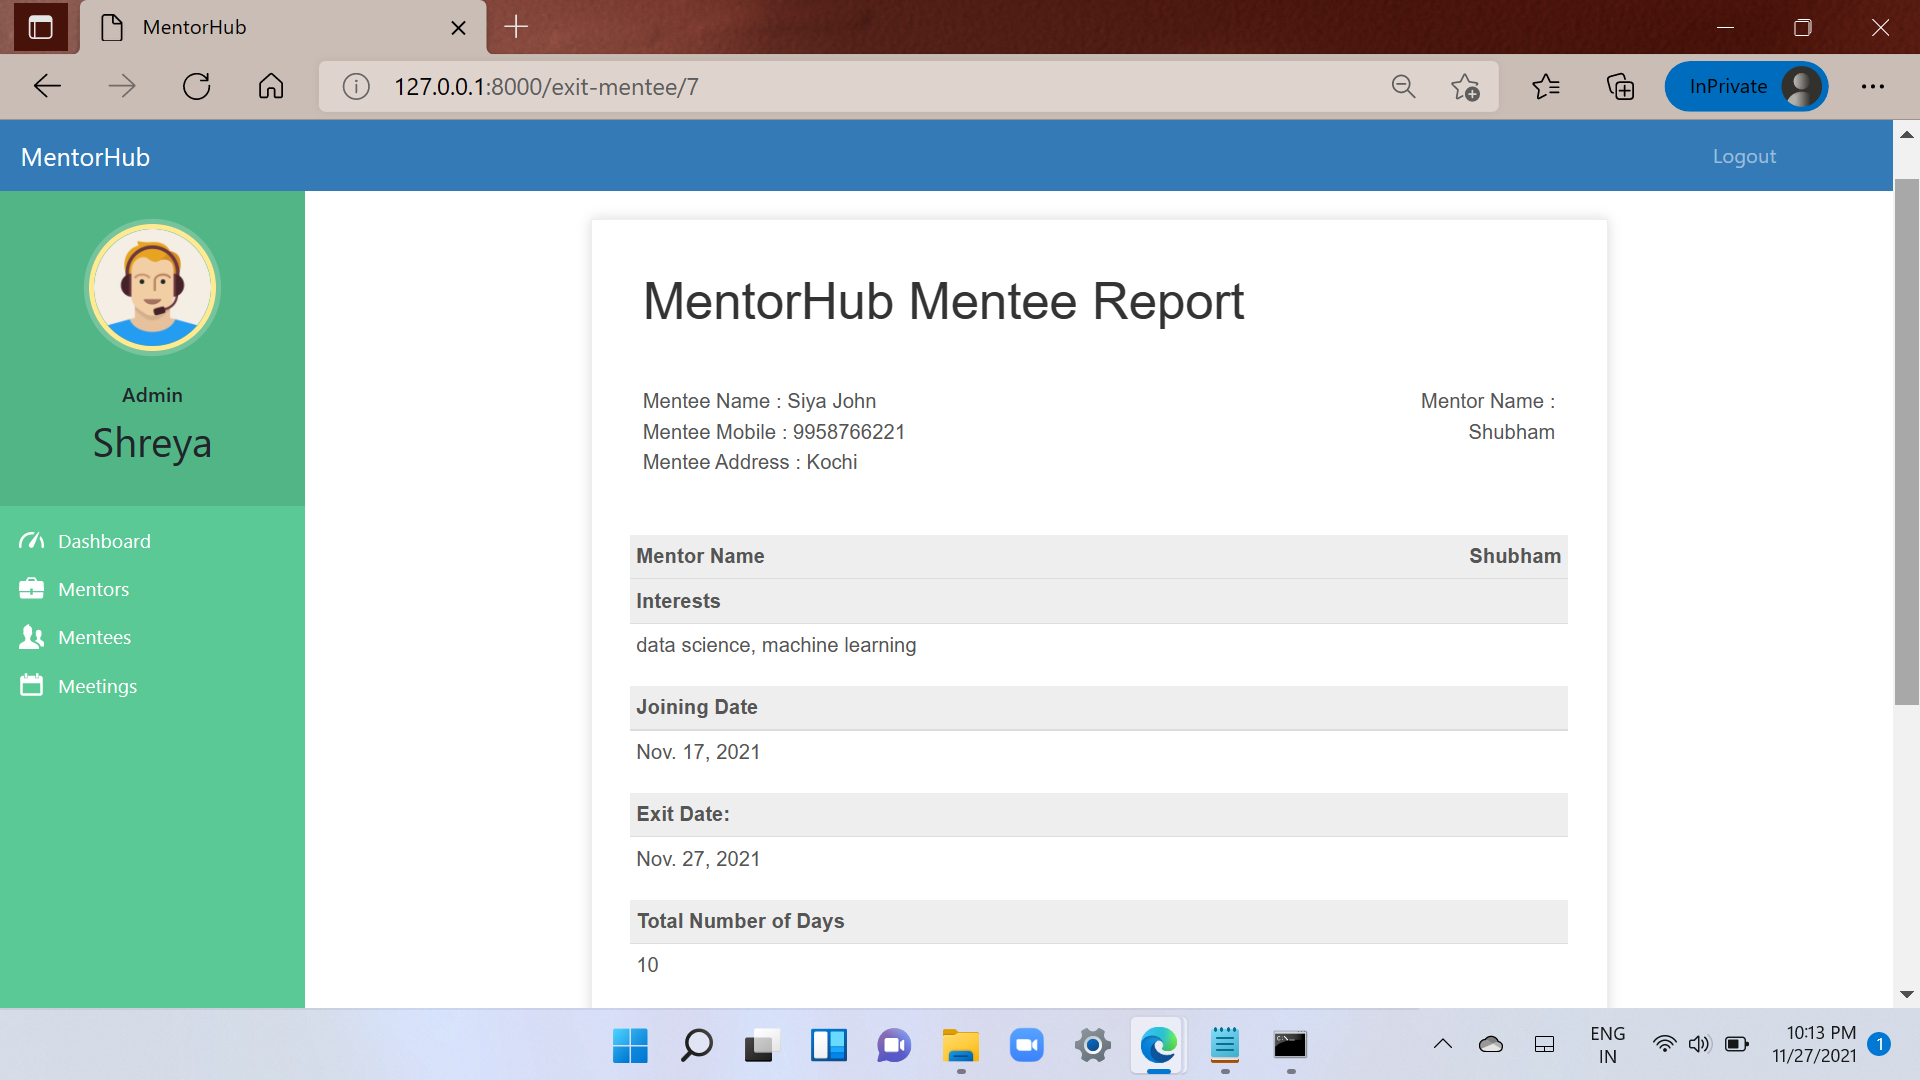 MentorHub
127.0.0.1:8000/exit-mentee/7
InPrivate
MentorHub
Logout
Admin
Shreya
Dashboard
Mentors
Mentees
Meetings
MentorHub Mentee Report
Mentee Name : Siya John
Mentee Mobile : 9958766221
Mentee Address : Kochi
Mentor Name :
Shubham
Mentor Name Shubham
Interests
data science, machine learning
Joining Date
Nov. 17, 2021
Exit Date:
Nov. 27, 2021
Total Number of Days
10
ENG
IN
10:13 PM
11/27/2021
1